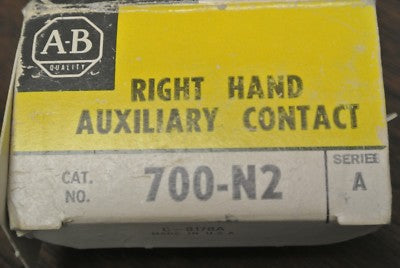 A-B
QUALITY
RIGHT HAND
AUXILIARY CONTACT
CAT. NO.
700-N2
SERIES
A
MADE IN U.S.A.